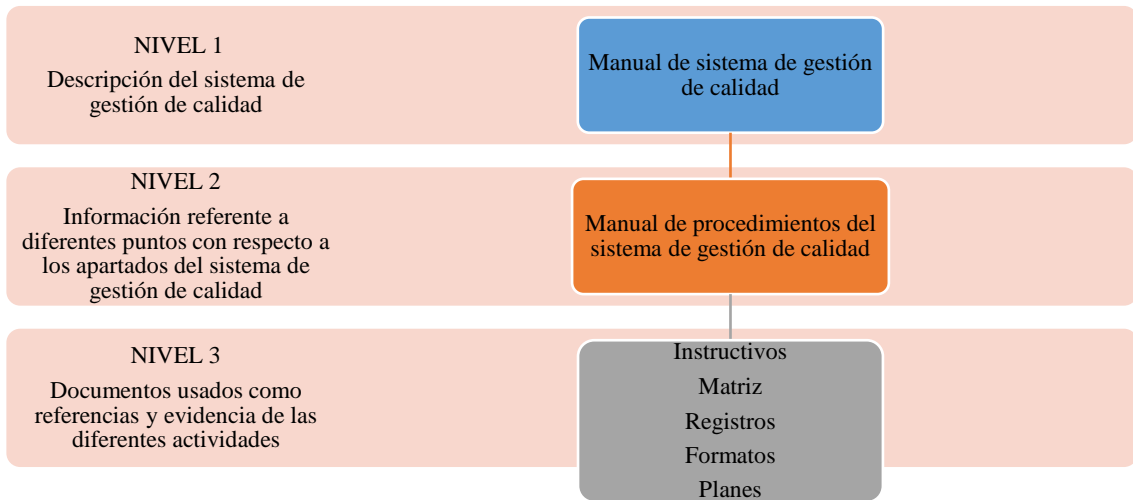 NIVEL 1
Descripción del sistema de
gestión de calidad
Manual de sistema de gestión
de calidad
NIVEL 2
Información referente a
diferentes puntos con respecto a
los apartados del sistema de
gestión de calidad
Manual de procedimientos del
sistema de gestión de calidad
NIVEL 3
Documentos usados como
referencias y evidencia de las
diferentes actividades
Instructivos
Matriz
Registros
Formatos
Planes